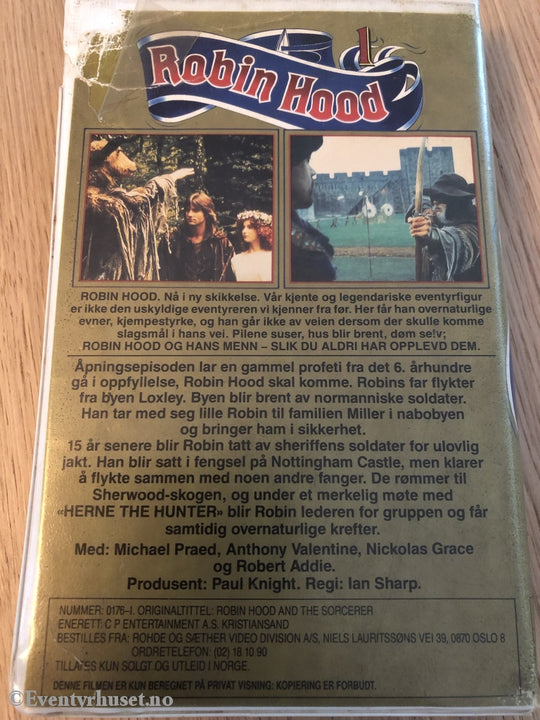 1
Robin Hood
ROBIN HOOD. Nå i ny skikkelse. Vår kjente og legendariske eventyrfigur
er ikke den uskyldige eventyreren vi kjenner fra før. Her får han overnaturlige
evner, kjempestyrke, og han går ikke av veien dersom der skulle komme
slagsmål i hans vei. Pilene suser, hus blir brent, døm selv;
ROBIN HOOD OG HANS MENN – SLIK DU ALDRI HAR OPPLEVD DEM.
Åpningsepisoden lar en gammel profeti fra det 6. århundre
gå i oppfyllelse, Robin Hood skal komme. Robins far flykter
fra byen Loxley. Byen blir brent av normanniske soldater.
Han tar med seg lille Robin til familien Miller i nabobyen
og bringer ham i sikkerhet.
15 år senere blir Robin tatt av sheriffens soldater for ulovlig
jakt. Han blir satt i fengsel på Nottingham Castle, men klarer
å flykte sammen med noen andre fanger. De rømmer til
Sherwood-skogen, og under et merkelig møte med
«HERNE THE HUNTER» blir Robin lederen for gruppen og får
samtidig overnaturlige krefter.
Med: Michael Praed, Anthony Valentine, Nickolas Grace
og Robert Addie.
Produsent: Paul Knight. Regi: Ian Sharp.
NUMMER: 0176–I. ORIGINALTITTEL: ROBIN HOOD AND THE SORCERER
ENERETT: C P ENTERTAINMENT A.S. KRISTIANSAND
BESTILLES FRA: ROHDE OG SÆTHER VIDEO DIVISION A/S, NIELS LAURITSSØNS VEI 39, 0870 OSLO 8
ORDRETELEFON: (02) 18 10 90
TILLATES KUN SOLGT OG UTLEID I NORGE.
DENNE FILMEN ER KUN BEREGNET PÅ PRIVAT VISNING: KOPIERING ER FORBUDT.
©Eventyrhuset.no